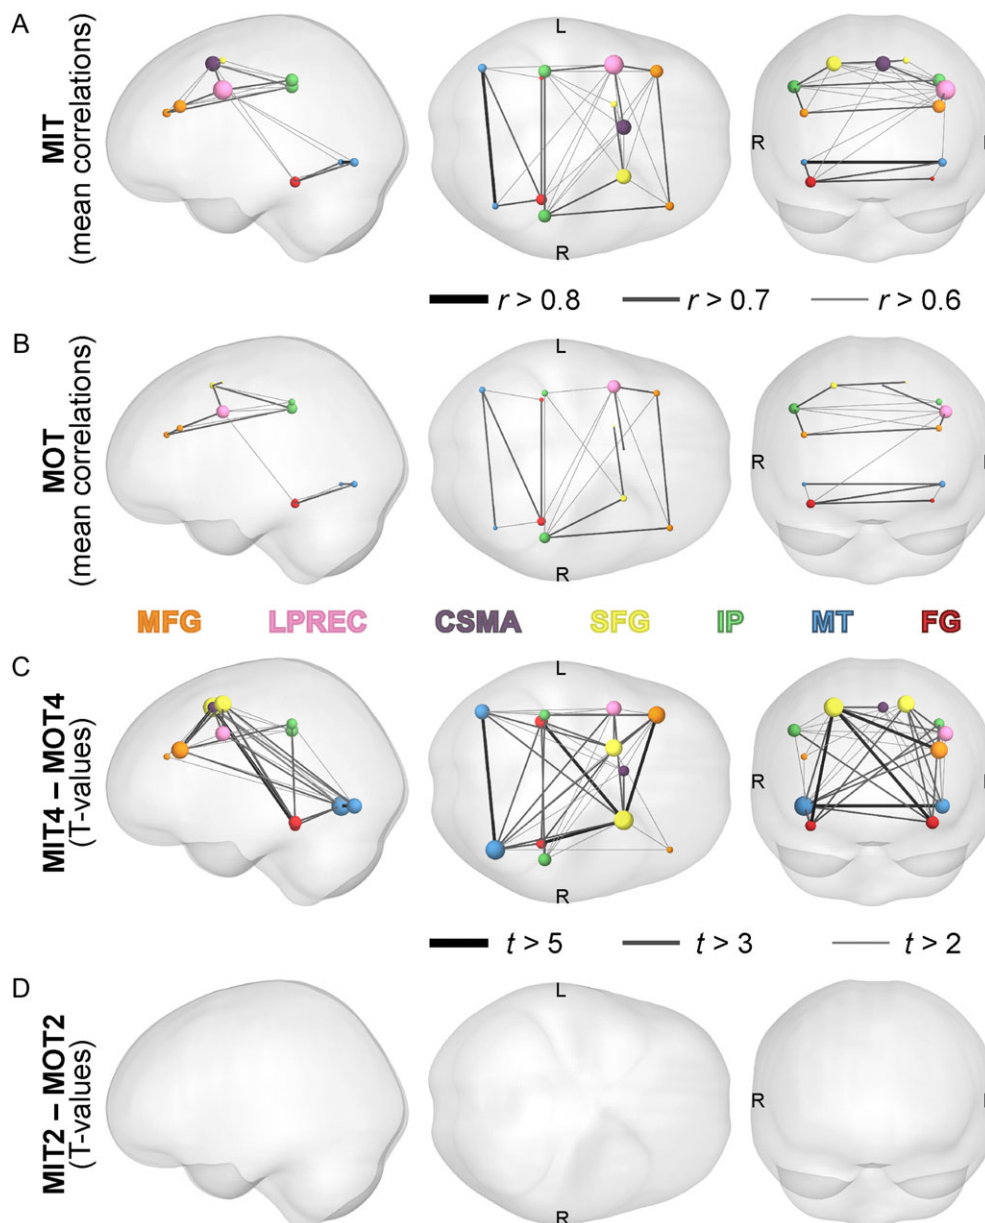 A
MIT
(mean correlations)
L
R
R
r > 0.8
r > 0.7
r > 0.6
B
MOT
(mean correlations)
L
R
R
MFG
LPREC
CSMA
SFG
IP
MT
FG
C
MIT4 – MOT4
(T-values)
L
R
R
t > 5
t > 3
t > 2
D
MIT2 – MOT2
(T-values)
L
R
R